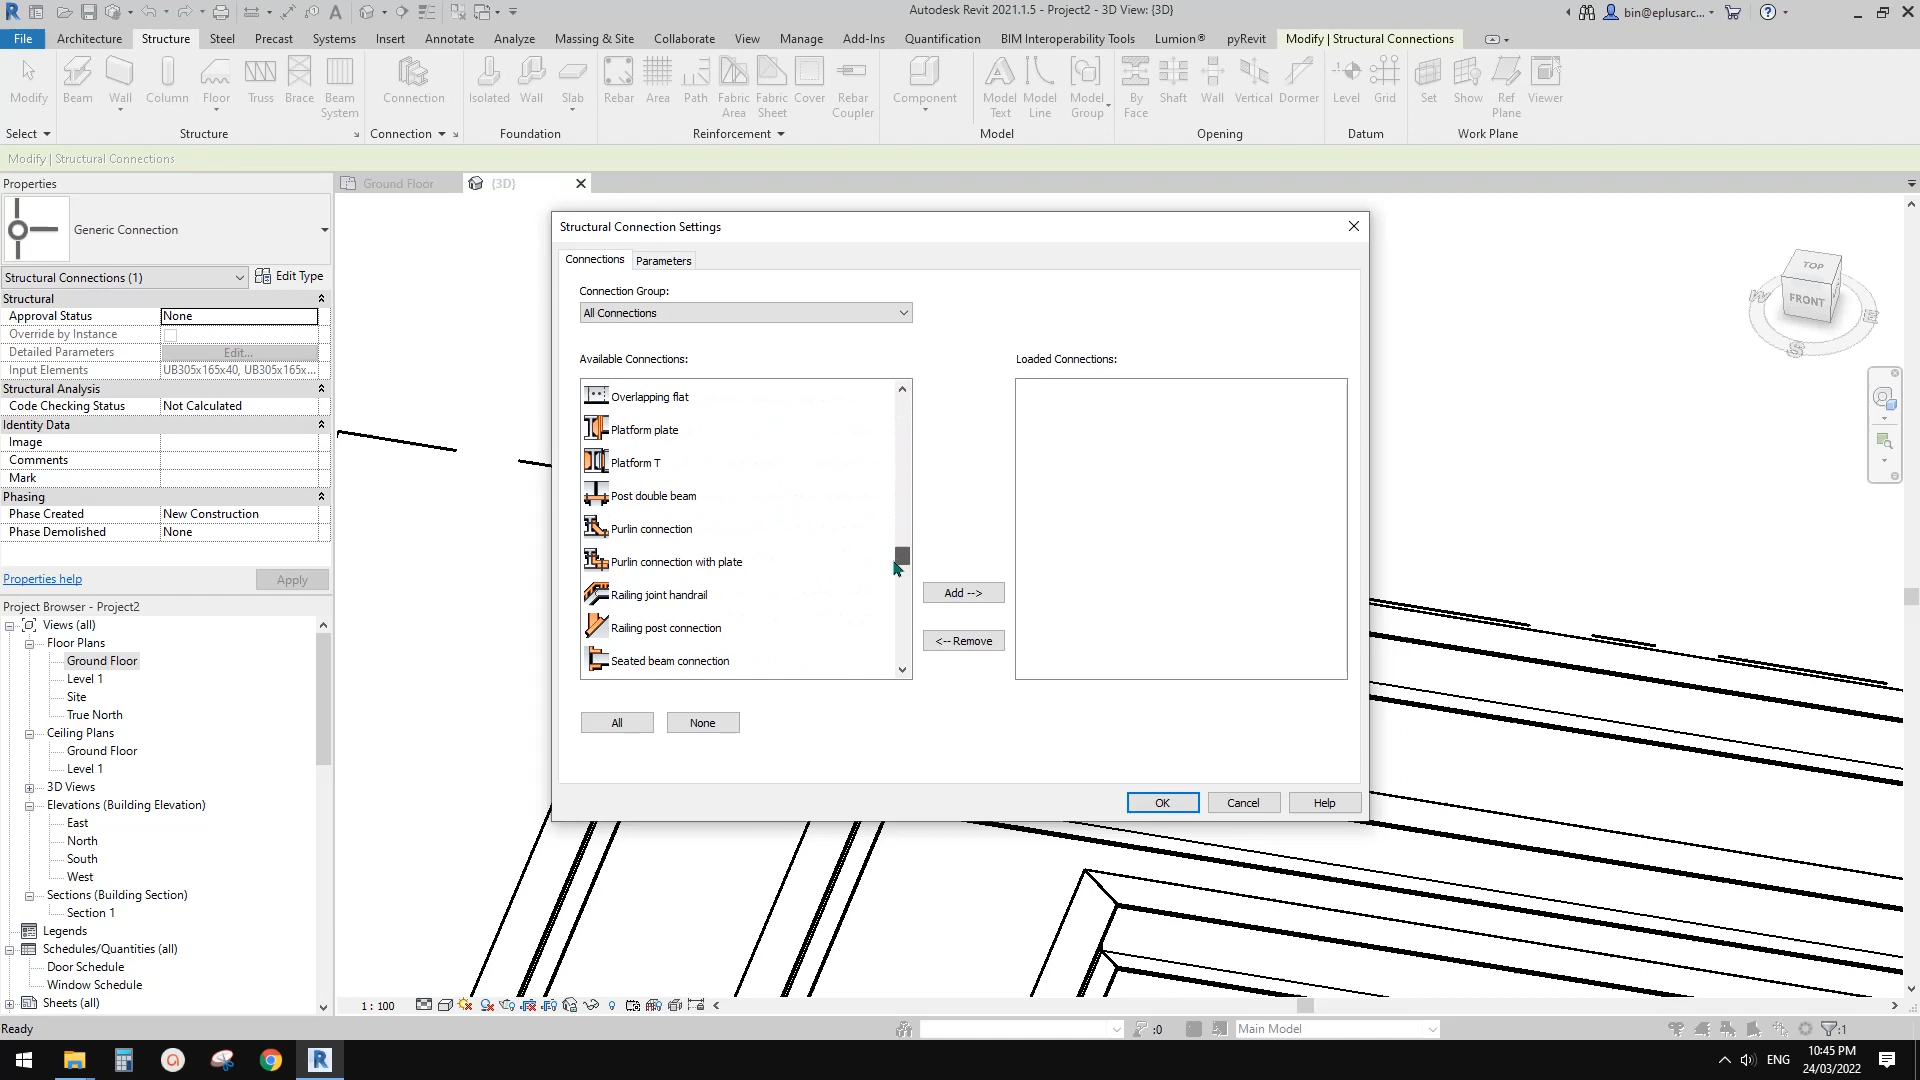 Autodesk Revit 2021.1.5 - Project2 - 3D View: {3D}
bin@eplusarc...
File Architecture Structure Steel Precast Systems Insert Annotate Analyze Massing & Site Collaborate View Manage Add-Ins Quantification BIM Interoperability Tools Lumion® pyRevit Modify | Structural Connections
Modify Beam Wall Column Floor Truss Brace Beam System Connection Isolated Wall Slab Rebar Area Path Fabric Area Fabric Sheet Cover Rebar Coupler Component Model Text Model Line Model Group By Face Shaft Wall Vertical Dormer Level Grid Set Show Ref Plane Viewer
Select Structure Connection Foundation Reinforcement Model Opening Datum Work Plane
Modify | Structural Connections
Properties
Generic Connection
Structural Connections (1) Edit Type
Structural
Approval Status None
Override by Instance
Detailed Parameters Edit...
Input Elements UB305x165x40, UB305x165x...
Structural Analysis
Code Checking Status Not Calculated
Identity Data
Image
Comments
Mark
Phasing
Phase Created New Construction
Phase Demolished None
Properties help Apply
Project Browser - Project2
Views (all)
Floor Plans
Ground Floor
Level 1
Site
True North
Ceiling Plans
Ground Floor
Level 1
3D Views
Elevations (Building Elevation)
East
North
South
West
Sections (Building Section)
Section 1
Legends
Schedules/Quantities (all)
Door Schedule
Window Schedule
Sheets (all)
Ground Floor {3D}
Structural Connection Settings
Connections Parameters
Connection Group:
All Connections
Available Connections: Loaded Connections:
Overlapping flat
Platform plate
Platform T
Post double beam
Purlin connection
Purlin connection with plate
Railing joint handrail
Railing post connection
Seated beam connection
Add -->
<-- Remove
All None
OK Cancel Help
TOP
FRONT
W
E
S
1 : 100
Ready
:0
Main Model
:1
ENG
10:45 PM
24/03/2022